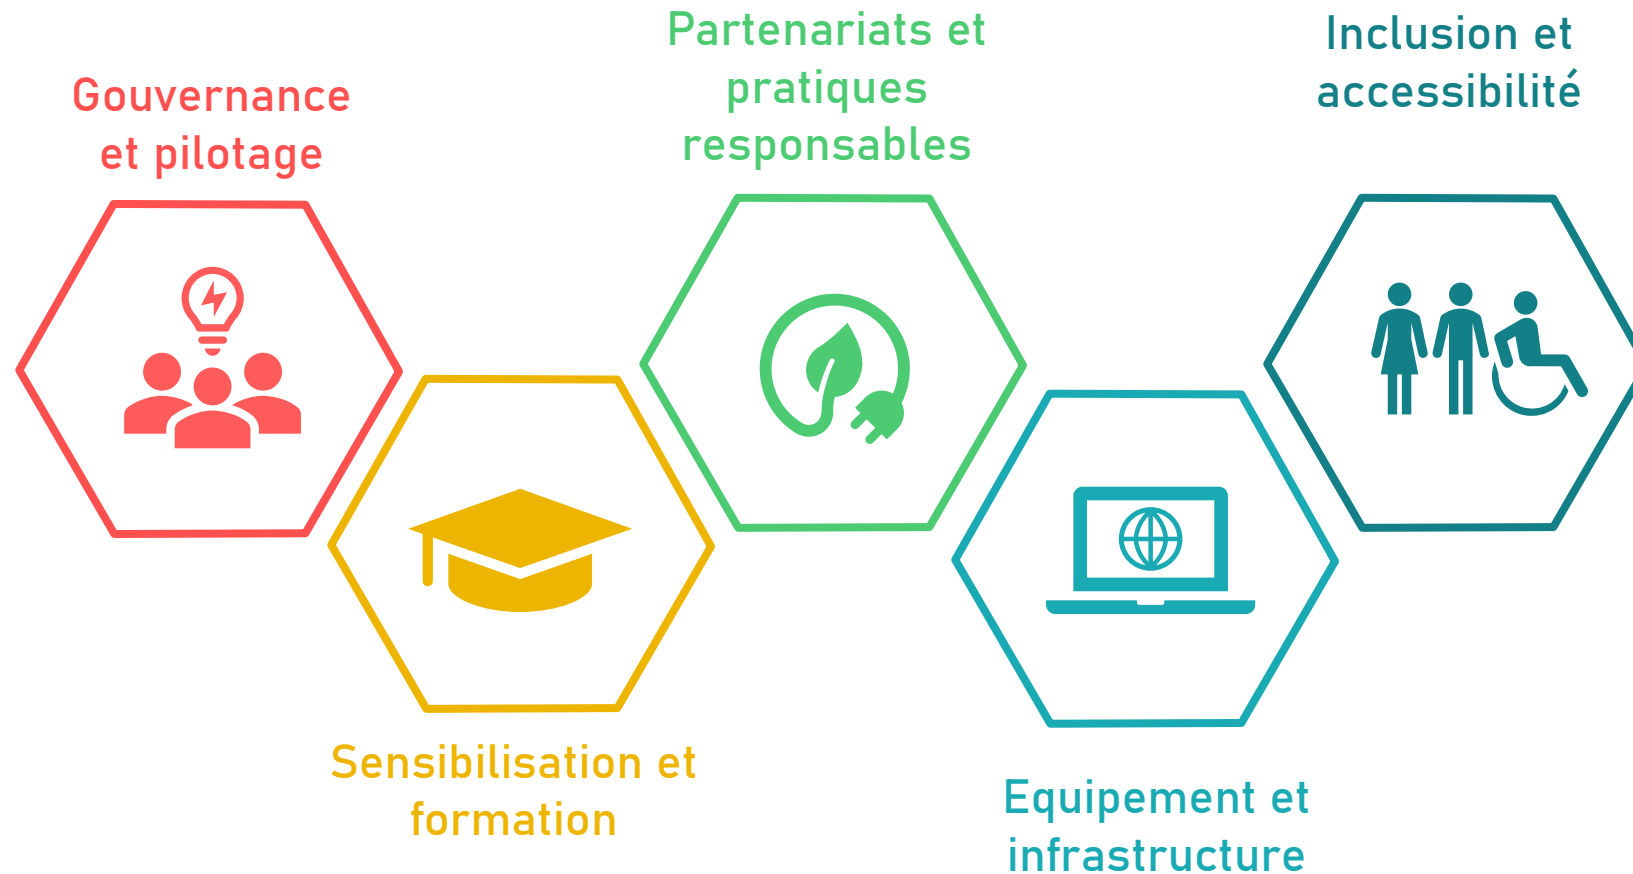 Gouvernance
et pilotage
Sensibilisation et
formation
Partenariats et
pratiques
responsables
Equipement et
infrastructure
Inclusion et
accessibilité